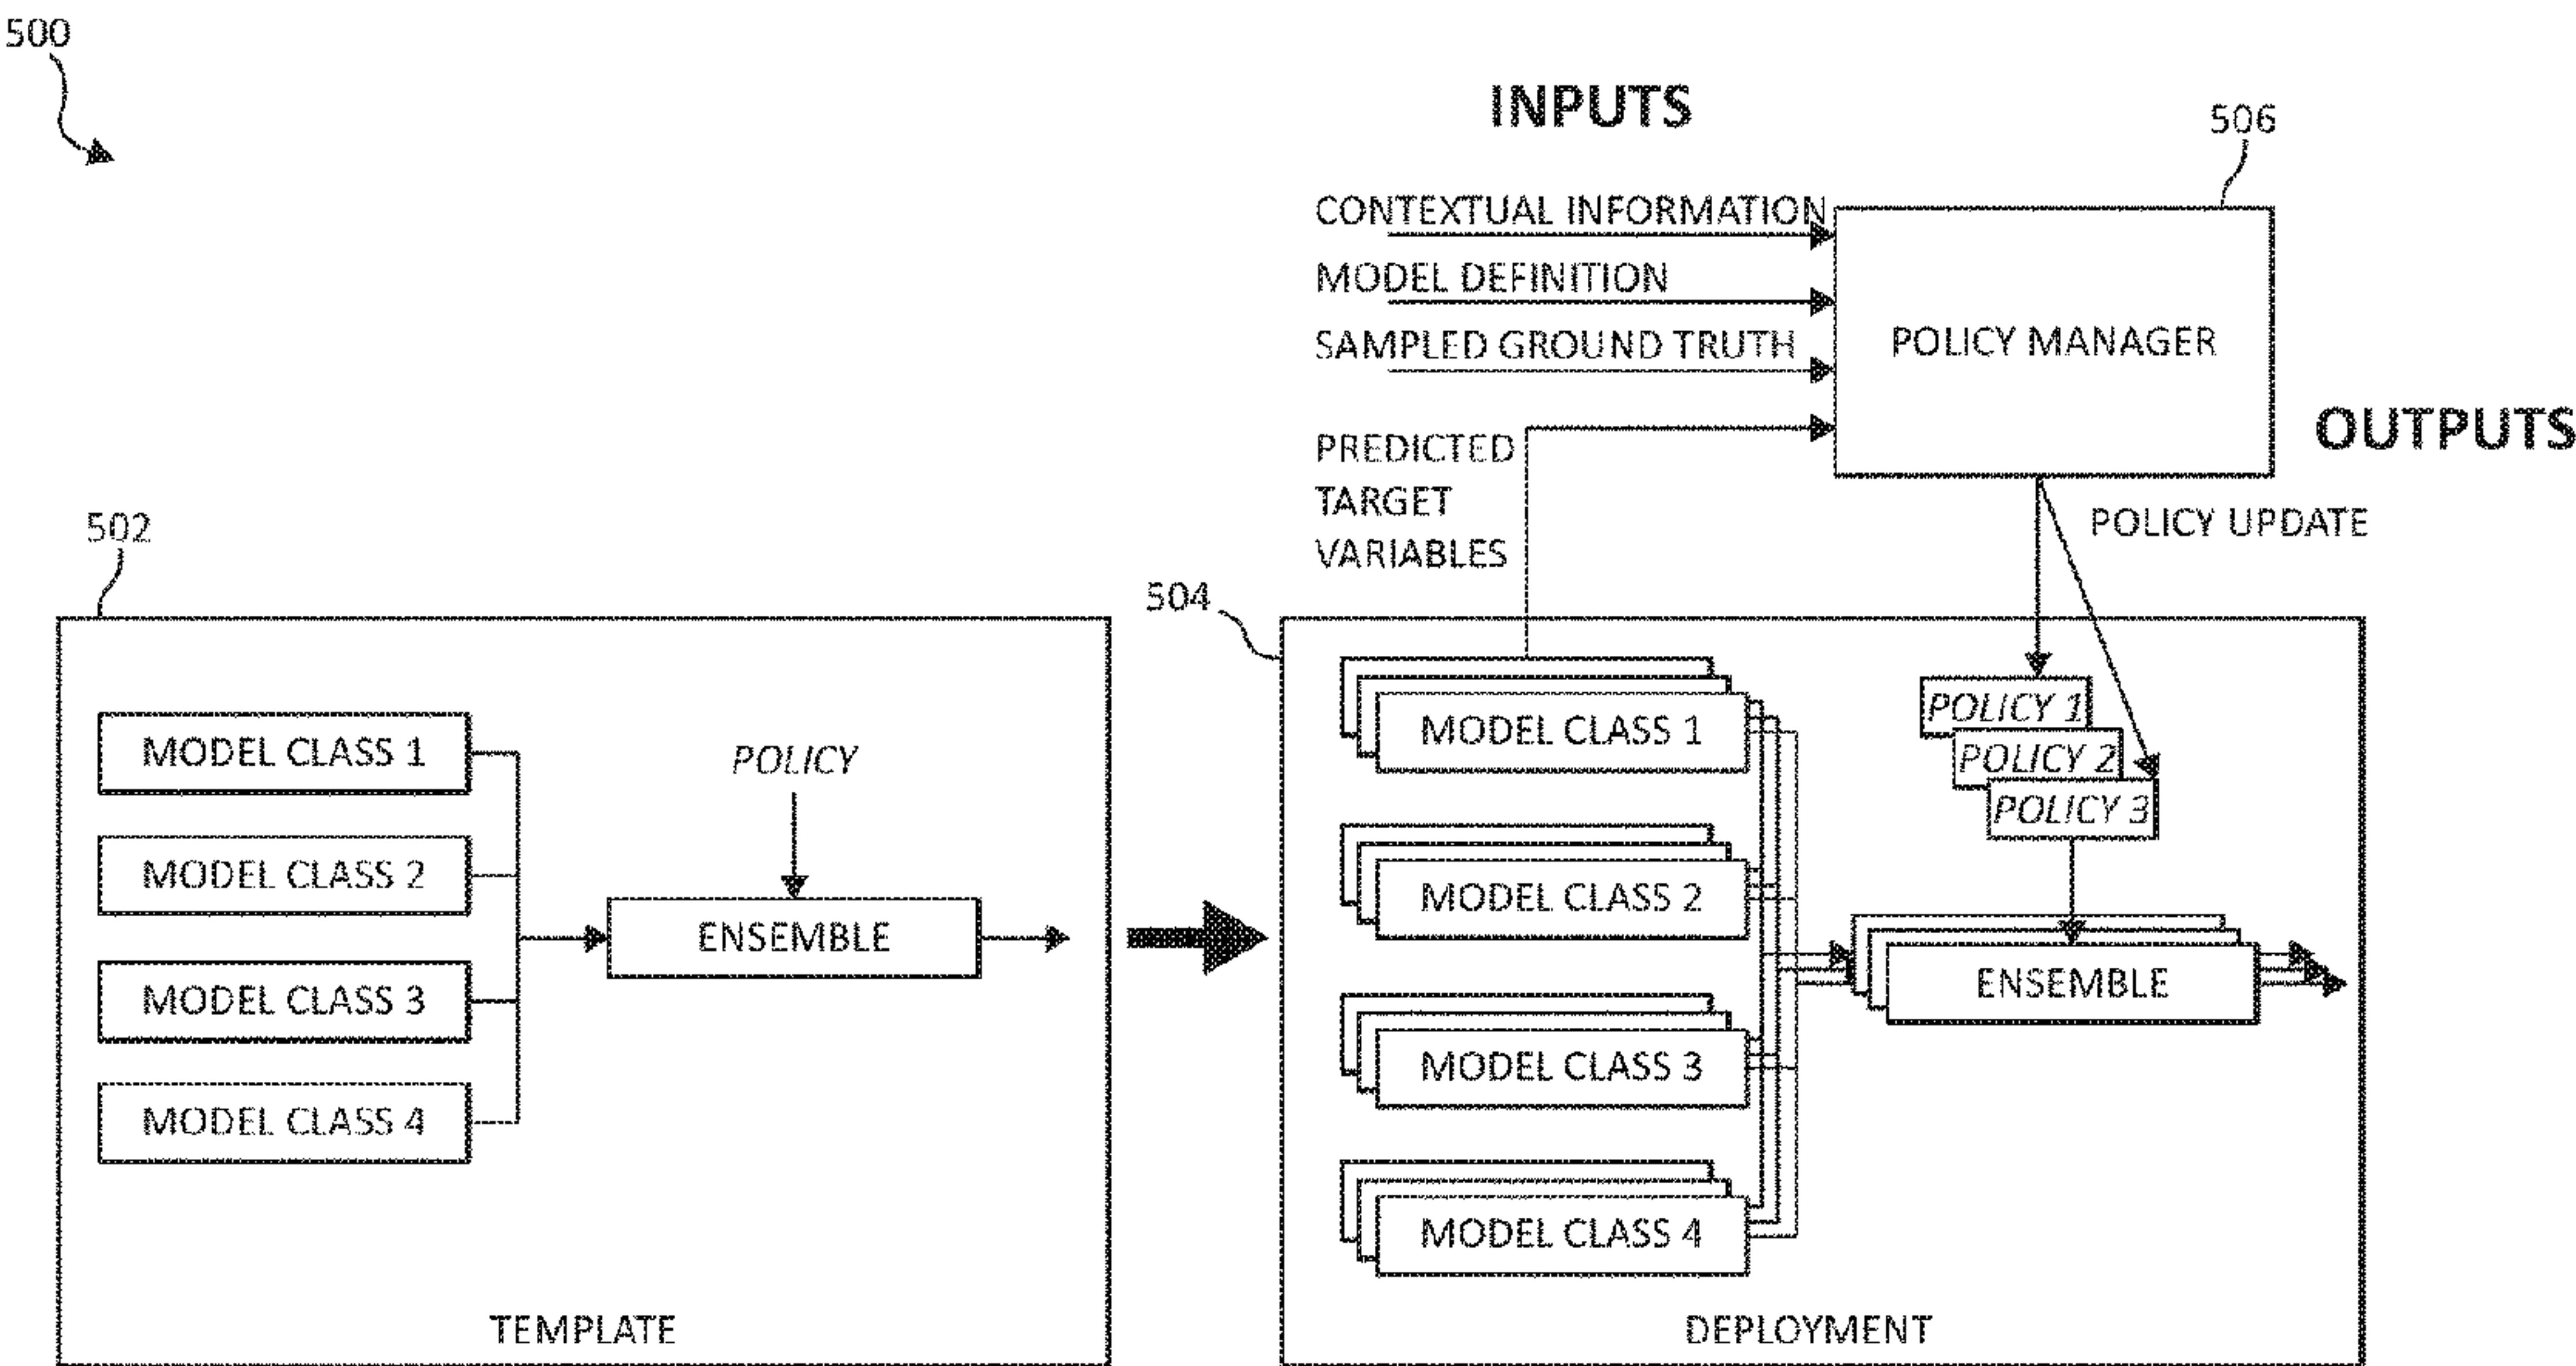 500
INPUTS
506
CONTEXTUAL INFORMATION
MODEL DEFINITION
SAMPLED GROUND TRUTH
POLICY MANAGER
OUTPUTS
PREDICTED
TARGET
VARIABLES
POLICY UPDATE
502
504
MODEL CLASS 1
MODEL CLASS 2
MODEL CLASS 3
MODEL CLASS 4
POLICY
ENSEMBLE
TEMPLATE
MODEL CLASS 1
MODEL CLASS 2
MODEL CLASS 3
MODEL CLASS 4
POLICY 1
POLICY 2
POLICY 3
ENSEMBLE
DEPLOYMENT